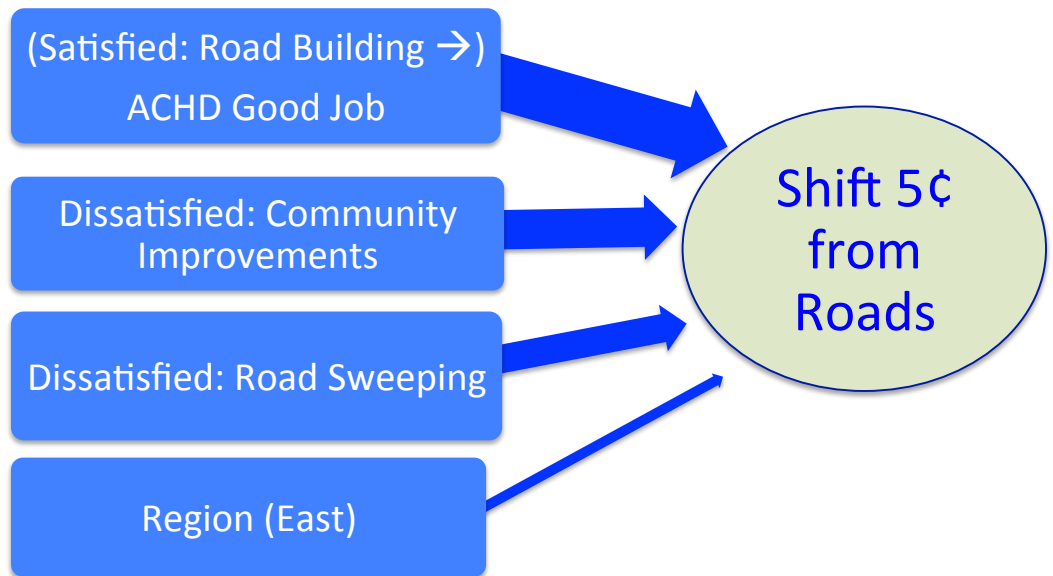 (Satisfied: Road Building →)
ACHD Good Job
Dissatisfied: Community
Improvements
Dissatisfied: Road Sweeping
Region (East)
Shift 5¢
from
Roads